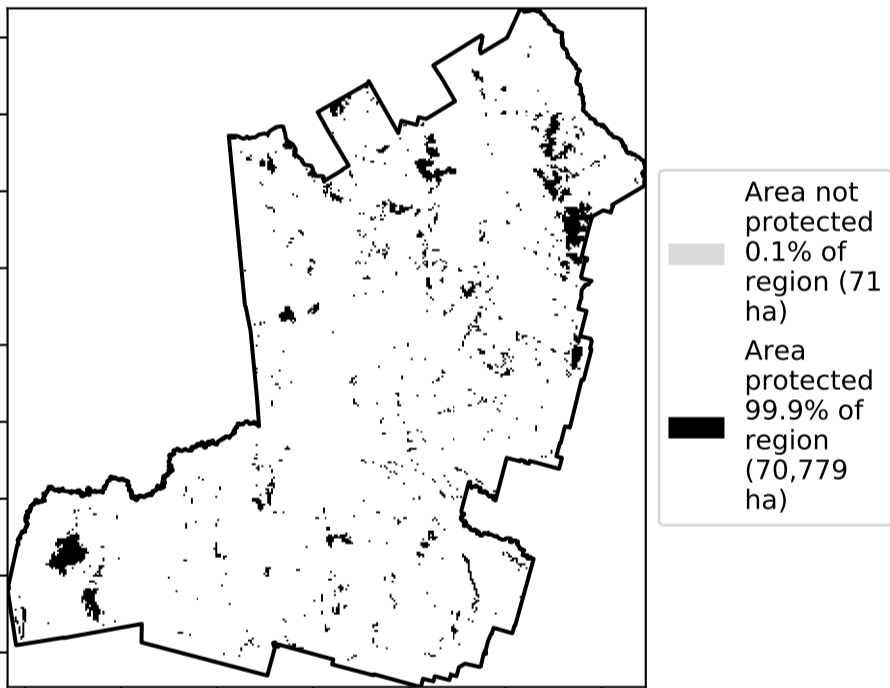 Area not
protected
0.1% of
region (71
ha)
Area
protected
99.9% of
region
(70,779
ha)